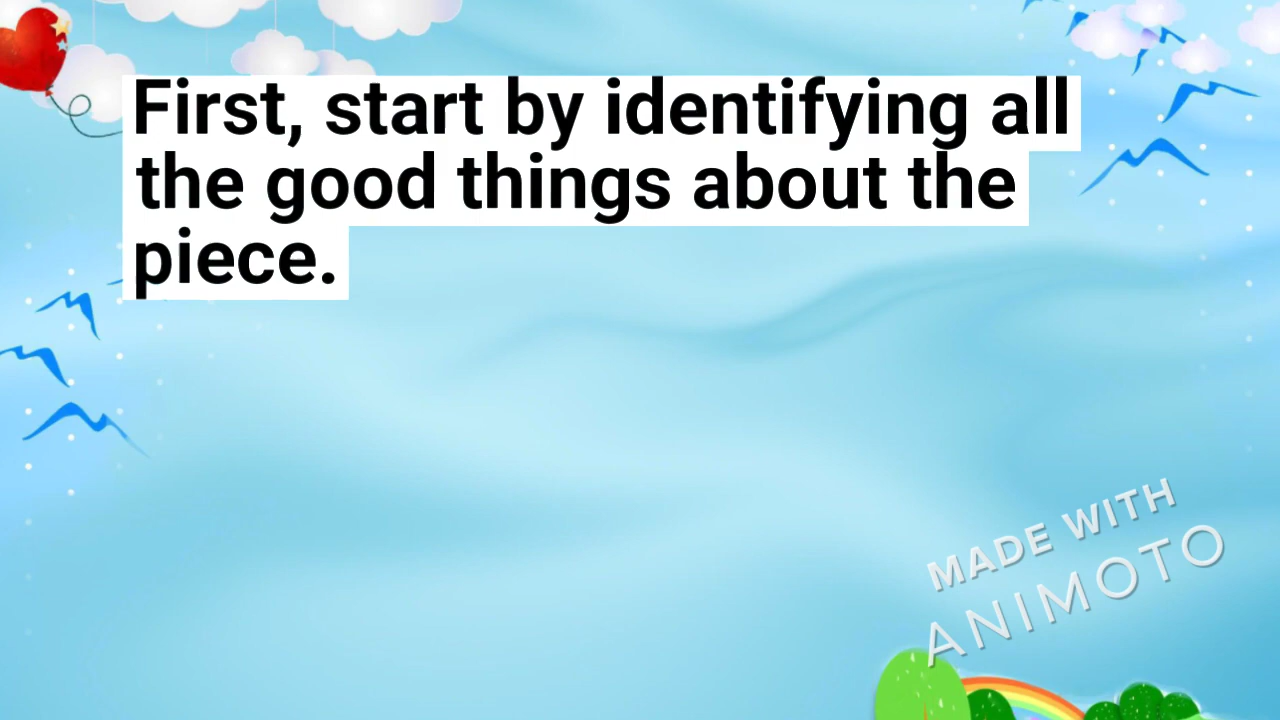 First, start by identifying all
the good things about the
piece.
MADE WITH
ANIMOTO